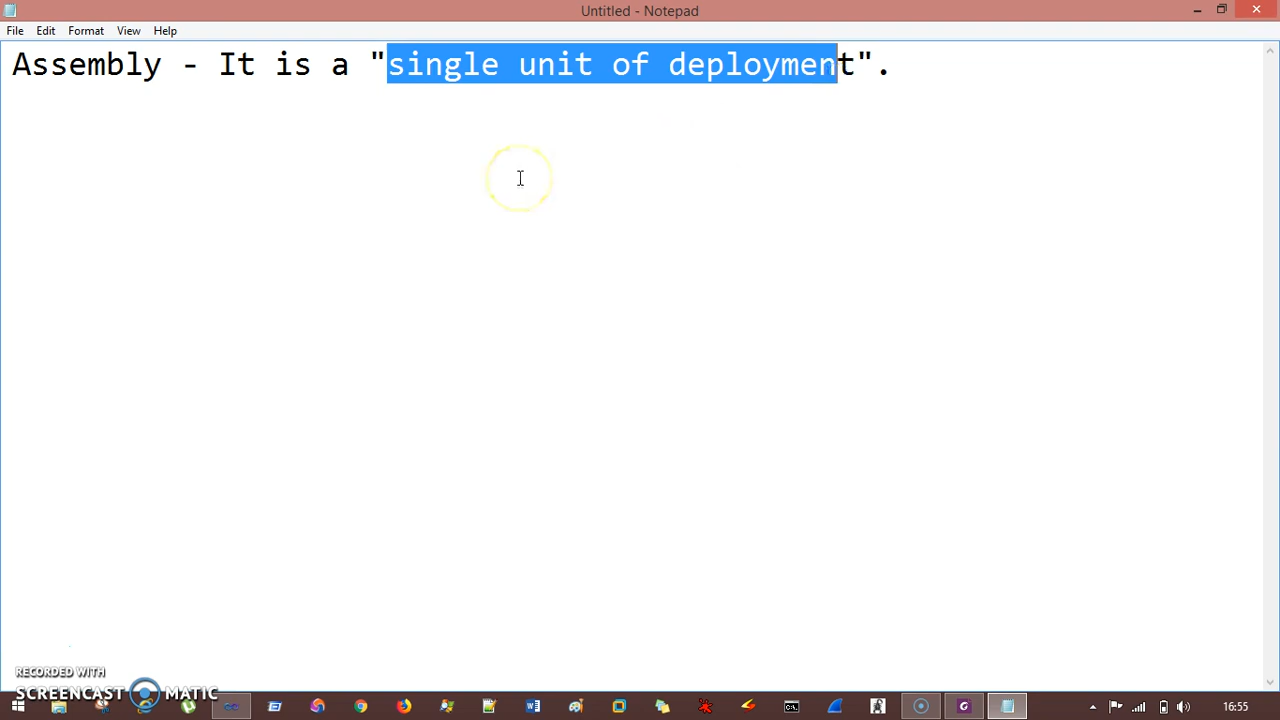 Untitled - Notepad
File Edit Format View Help
Assembly - It is a "single unit of deployment".
RECORDED WITH
SCREENCAST MATIC
16:55